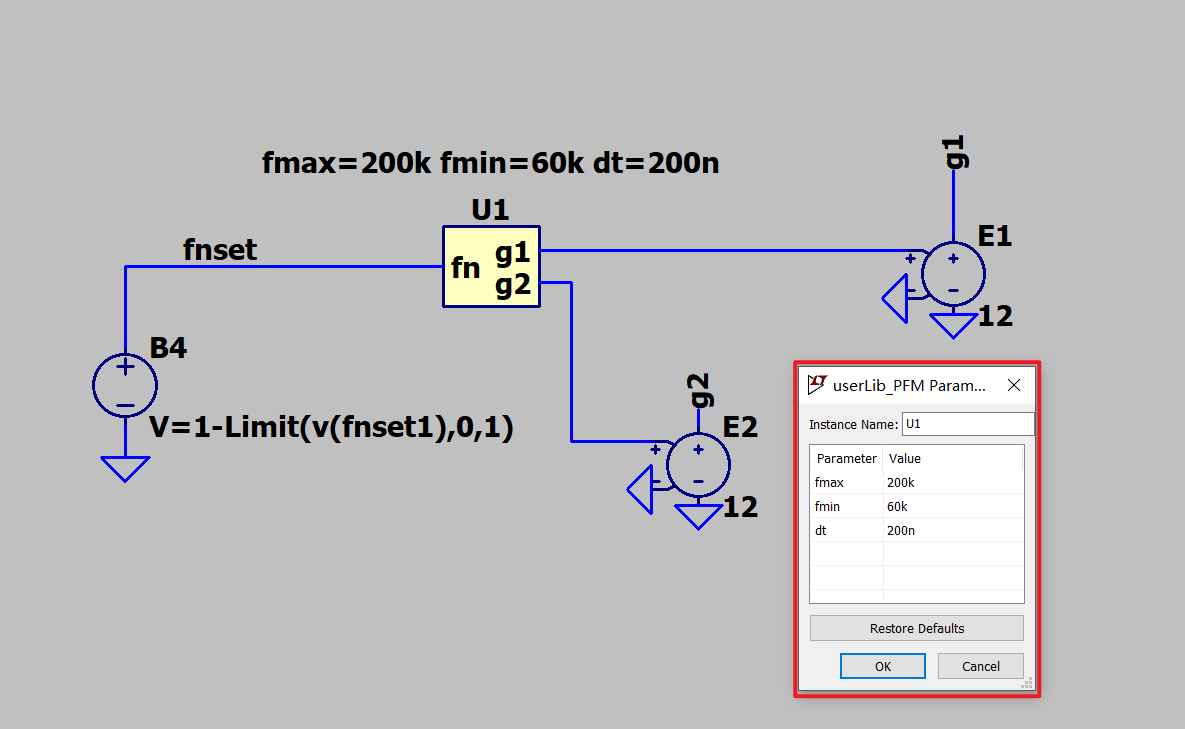 g1
fmax=200k fmin=60k dt=200n
U1
fnset
fn
g1
g2
E1
12
B4
V=1-Limit(v(fnset1),0,1)
g2
E2
12
userLib_PFM Param...
Instance Name: U1
Parameter Value
fmax 200k
fmin 60k
dt 200n
Restore Defaults
OK Cancel